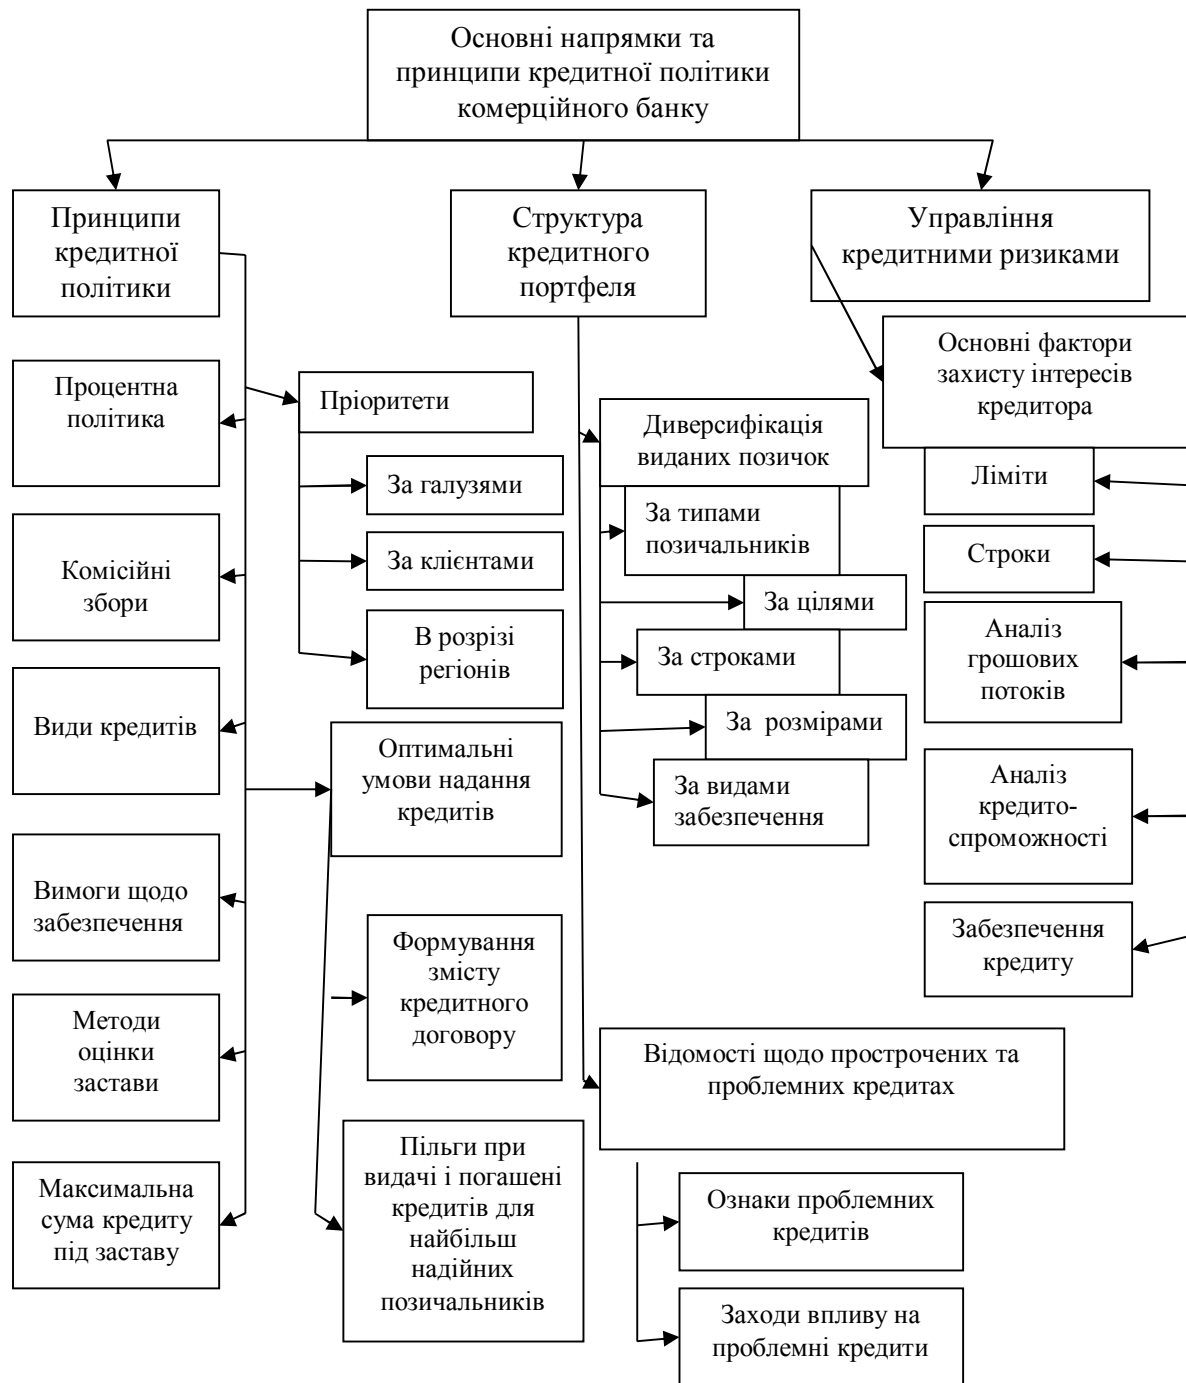 Основні напрямки та
принципи кредитної політики
комерційного банку
Принципи
кредитної
політики
Структура
кредитного
портфеля
Управління
кредитними ризиками
Процентна
політика
Комісійні
збори
Види кредитів
Вимоги щодо
забезпечення
Методи
оцінки
застави
Максимальна
сума кредиту
під заставу
Пріоритети
За галузями
За клієнтами
В розрізі
регіонів
Оптимальні
умови надання
кредитів
Формування
змісту
кредитного
договору
Пільги при
видачі і погашені
кредитів для
найбільш
надійних
позичальників
Диверсифікація
виданих позичок
За типами
позичальників
За цілями
За строками
За розмірами
За видами
забезпечення
Відомості щодо прострочених та
проблемних кредитах
Ознаки проблемних
кредитів
Заходи впливу на
проблемні кредити
Основні фактори
захисту інтересів
кредитора
Ліміти
Строки
Аналіз
грошових
потоків
Аналіз
кредито-
спроможності
Забезпечення
кредиту